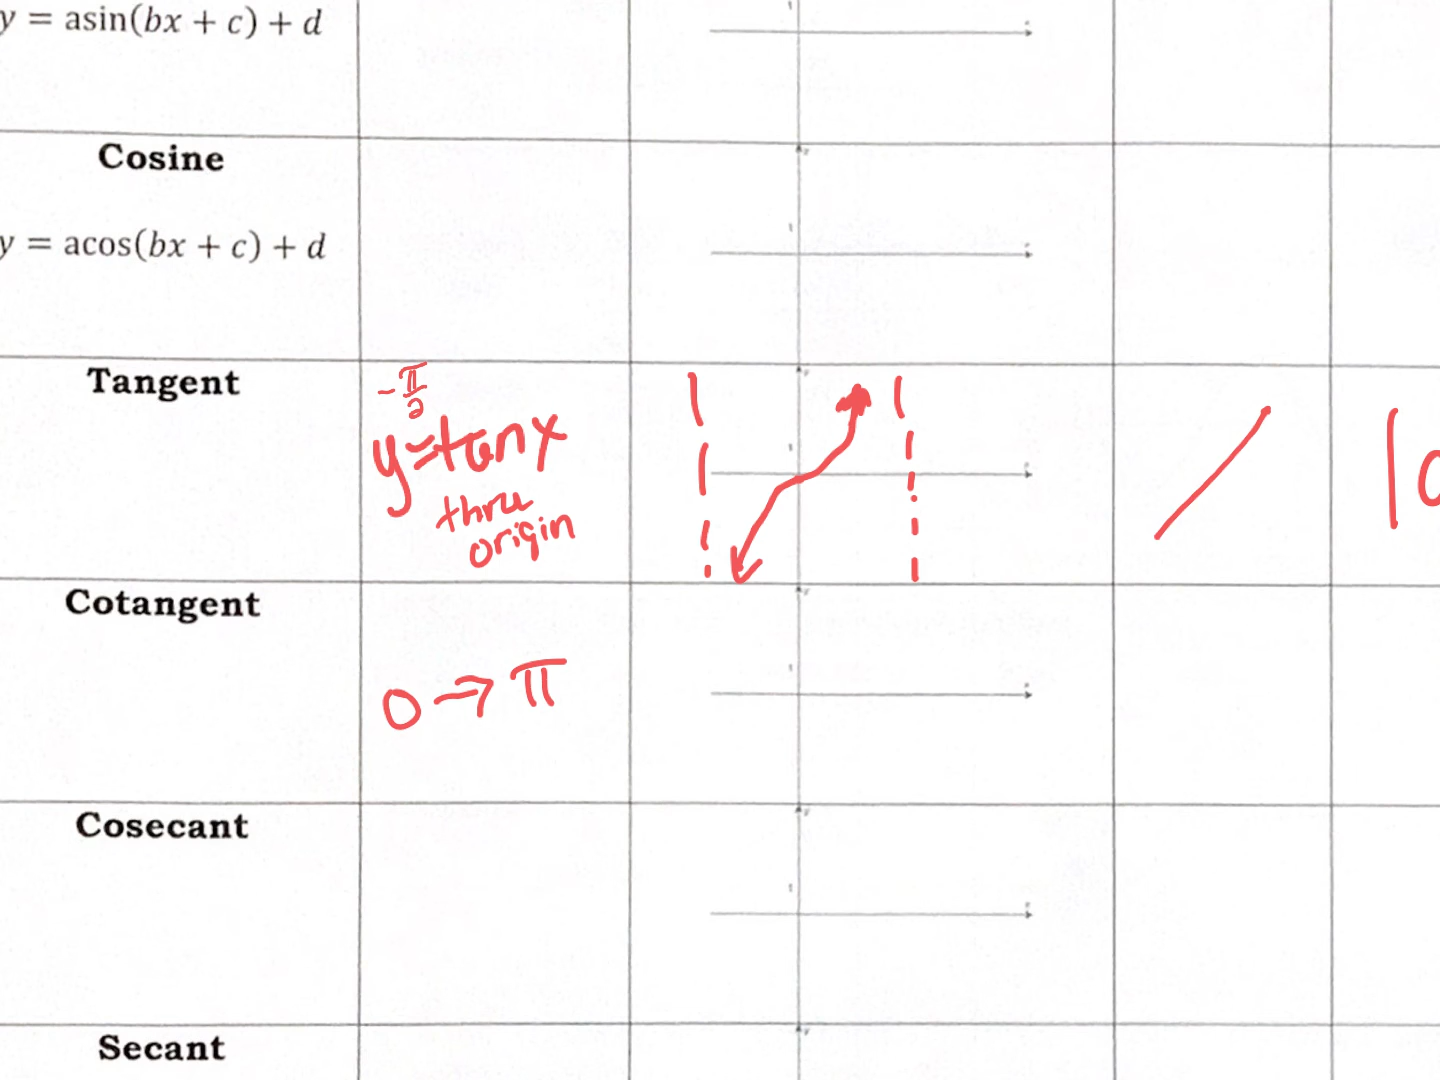 y = asin(bx + c) + d
Cosine
y = acos(bx + c) + d
Tangent
-π/2
y=tanx
thru
origin
Cotangent
0 → π
Cosecant
Secant